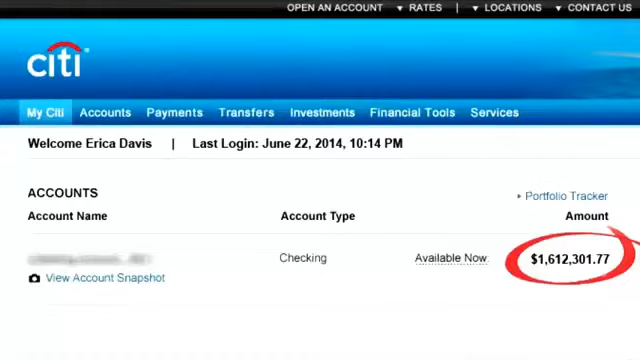 OPEN AN ACCOUNT ▼ RATES | ▼ LOCATIONS ▼ CONTACT US
citi
My Citi Accounts Payments Transfers Investments Financial Tools Services
Welcome Erica Davis | Last Login: June 22, 2014, 10:14 PM
ACCOUNTS
Portfolio Tracker
Account Name Account Type Amount
Checking Available Now: $1,612,301.77
View Account Snapshot